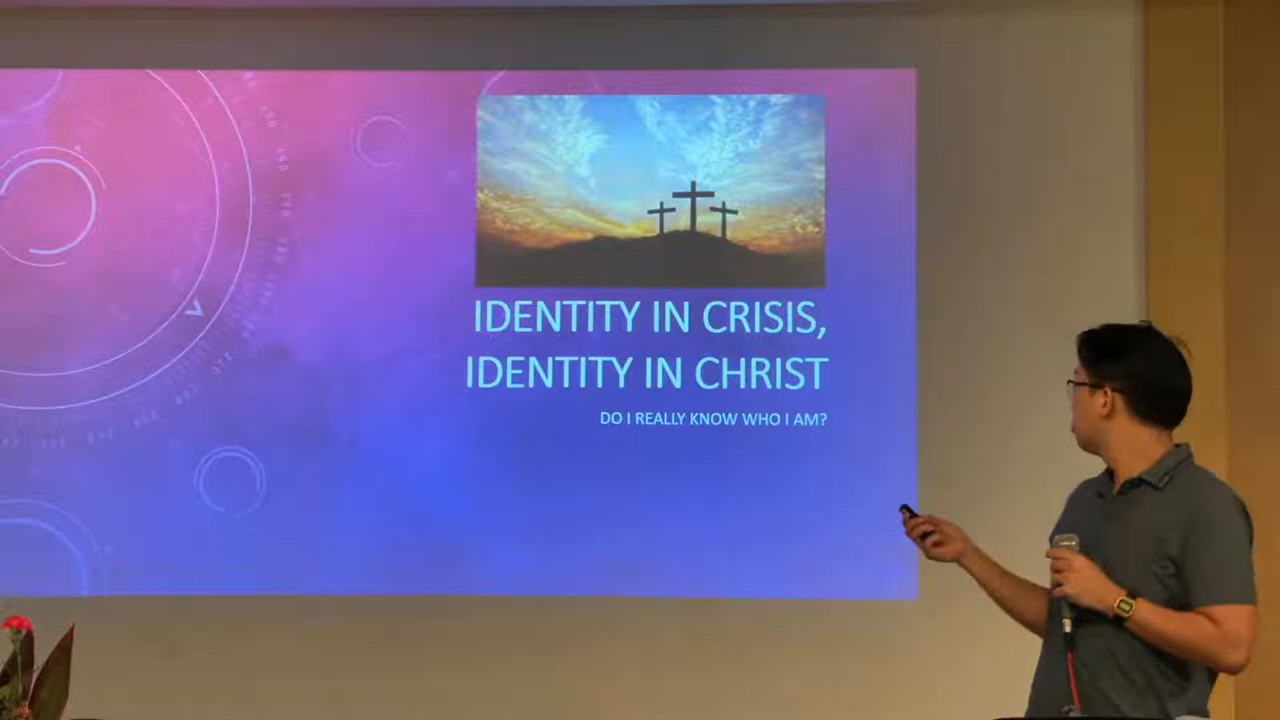 IDENTITY IN CRISIS,
IDENTITY IN CHRIST
DO I REALLY KNOW WHO I AM?